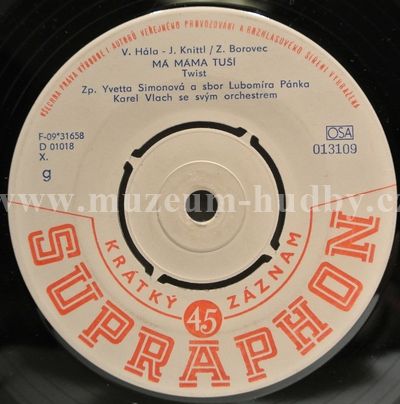 VŠECHNA PRÁVA VÝROBCE I AUTORŮ VEŘEJNÉHO PROVOZOVÁNÍ A ROZHLASOVÉHO ŠÍŘENÍ VYHRAZENA
V. Hála - J. Knittl / Z. Borovec
MÁ MÁMA TUŠÍ
Twist
Zp. Yvetta Simonová a sbor Lubomíra Pánka
Karel Vlach se svým orchestrem
F-09*31658
D 01018
X.
g
OSA
013109
www.muzeum-hudby.cz
KRÁTKÝ 45 ZÁZNAM
SUPRAPHON